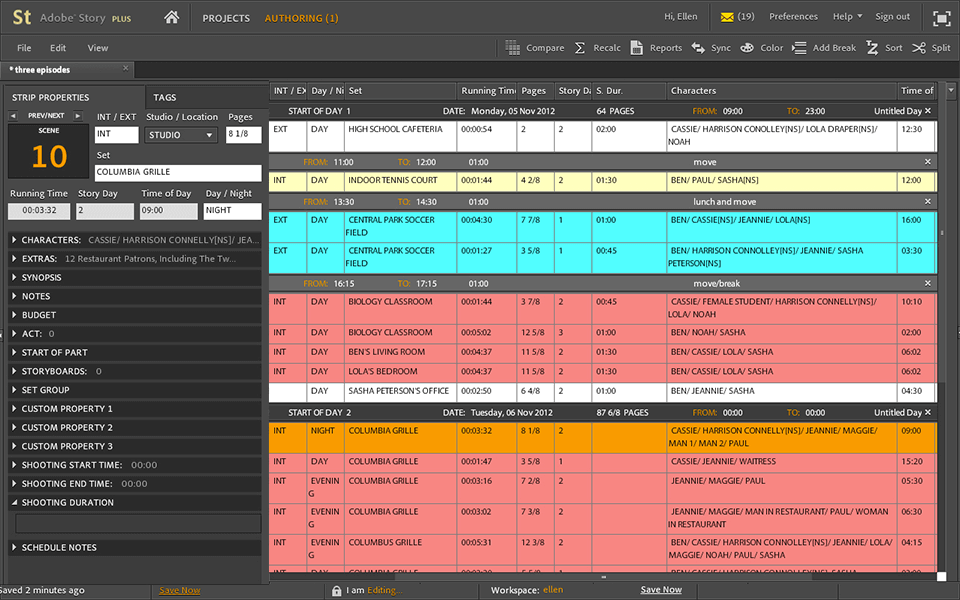 St Adobe® Story PLUS PROJECTS AUTHORING (1) Hi, Ellen (19) Preferences Help Sign out
File Edit View Compare Recalc Reports Sync Color Add Break Sort Split
* three episodes ×
STRIP PROPERTIES TAGS
PREV/NEXT INT / EXT Studio / Location Pages
SCENE
10
INT STUDIO 8 1/8
Set
COLUMBIA GRILLE
Running Time Story Day Time of Day Day / Night
00:03:32 2 09:00 NIGHT
CHARACTERS: CASSIE/ HARRISON CONNELLY[NS]/ JEA...
EXTRAS: 12 Restaurant Patrons, Including The Tw...
SYNOPSIS
NOTES
BUDGET
ACT: 0
START OF PART
STORYBOARDS: 0
SET GROUP
CUSTOM PROPERTY 1
CUSTOM PROPERTY 2
CUSTOM PROPERTY 3
SHOOTING START TIME: 00:00
SHOOTING END TIME: 00:00
SHOOTING DURATION
SCHEDULE NOTES
INT / EX Day / Ni Set Running Time Pages Story Da S. Dur. Characters Time of
START OF DAY 1 DATE: Monday, 05 Nov 2012 64 PAGES FROM: 09:00 TO: 23:00 Untitled Day ×
EXT DAY HIGH SCHOOL CAFETERIA 00:00:54 2 2 02:00 CASSIE/ HARRISON CONOLLEY[NS]/ LOLA DRAPER[NS]/ 12:30
NOAH
FROM: 11:00 TO: 12:00 01:00 move ×
INT DAY INDOOR TENNIS COURT 00:01:44 4 2/8 2 01:30 BEN/ PAUL/ SASHA[NS] 12:00
FROM: 13:30 TO: 14:30 01:00 lunch and move ×
EXT DAY CENTRAL PARK SOCCER 00:04:30 7 7/8 1 01:00 BEN/ CASSIE[NS]/ JEANNIE/ LOLA[NS] 16:00
FIELD
EXT DAY CENTRAL PARK SOCCER 00:01:27 3 5/8 1 00:45 BEN/ HARRISON CONNOLLEY[NS]/ JEANNIE/ SASHA 03:30
FIELD PETERSON[NS]
FROM: 16:15 TO: 17:15 01:00 move/break ×
INT DAY BIOLOGY CLASSROOM 00:01:44 3 7/8 2 00:45 CASSIE/ FEMALE STUDENT/ HARRISON CONNELLY[NS]/ 10:10
LOLA/ NOAH
INT DAY BIOLOGY CLASSROOM 00:05:02 12 5/8 3 01:00 BEN/ NOAH/ SASHA 02:00
INT DAY BEN'S LIVING ROOM 00:04:37 11 5/8 2 01:30 BEN/ CASSIE/ LOLA/ SASHA 06:02
INT DAY LOLA'S BEDROOM 00:04:37 11 5/8 2 01:30 BEN/ CASSIE/ LOLA/ SASHA 06:02
DAY SASHA PETERSON'S OFFICE 00:02:50 6 4/8 2 01:00 BEN/ JEANNIE/ SASHA 04:30
START OF DAY 2 DATE: Tuesday, 06 Nov 2012 87 6/8 PAGES FROM: 00:00 TO: 00:00 Untitled Day ×
INT NIGHT COLUMBIA GRILLE 00:03:32 8 1/8 2 CASSIE/ HARRISON CONNELLY[NS]/ JEANNIE/ MAGGIE/ 09:00
MAN 1/ MAN 2/ PAUL
INT DAY COLUMBIA GRILLE 00:01:47 3 5/8 1 CASSIE/ JEANNIE/ WAITRESS 15:20
INT EVENIN COLUMBIA GRILLE 00:03:16 7 2/8 2 JEANNIE/ MAGGIE/ PAUL 05:30
G
INT EVENIN COLUMBIA GRILLE 00:03:02 7 3/8 2 JEANNIE/ MAGGIE/ MAN IN RESTAURANT/ PAUL/ WOMAN 06:30
G IN RESTAURANT
INT EVENIN COLUMBUS GRILLE 00:05:31 12 3/8 2 BEN/ CASSIE/ HARRISON CONNELLY[NS]/ JEANNIE/ LOLA/ 04:15
G MAGGIE/ NOAH/ PAUL/ SASHA
Saved 2 minutes ago Save Now I am Editing... Workspace: ellen Save Now